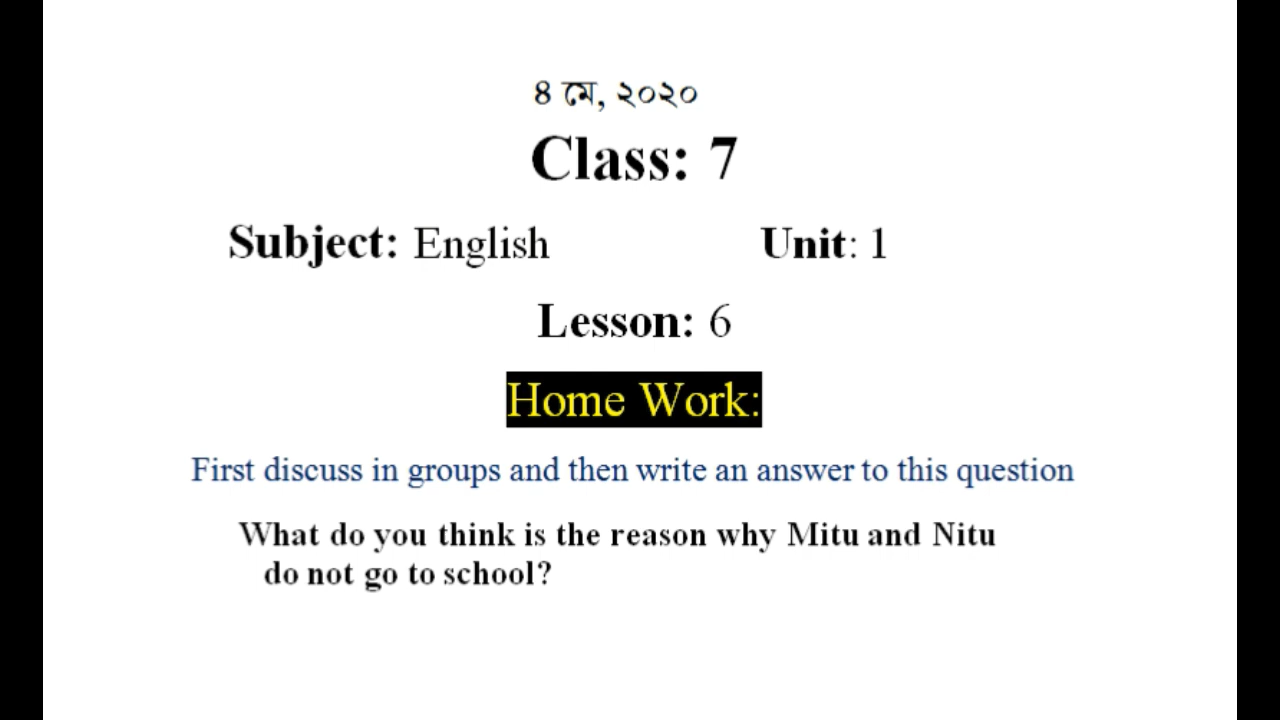 ৪ মে, ২০২০
Class: 7
Subject: English Unit: 1
Lesson: 6
Home Work:
First discuss in groups and then write an answer to this question
What do you think is the reason why Mitu and Nitu
do not go to school?